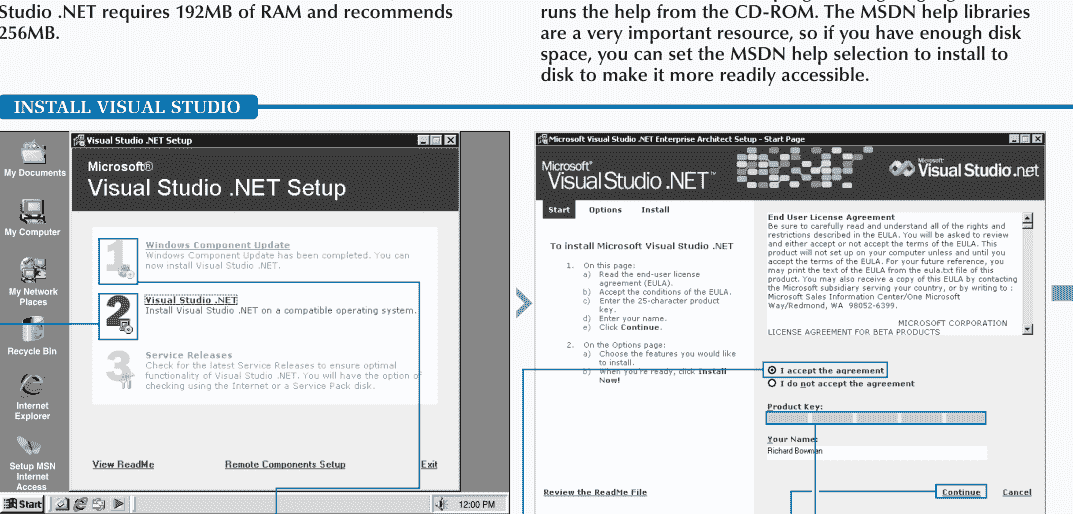 Studio .NET requires 192MB of RAM and recommends
256MB.
runs the help from the CD-ROM. The MSDN help libraries
are a very important resource, so if you have enough disk
space, you can set the MSDN help selection to install to
disk to make it more readily accessible.
INSTALL VISUAL STUDIO
My Documents
My Computer
My Network
Places
Recycle Bin
Internet
Explorer
Setup MSN
Internet
Access
Visual Studio .NET Setup
Microsoft®
Visual Studio .NET Setup
1
Windows Component Update
Windows Component Update has been completed. You can
now install Visual Studio .NET.
2
Visual Studio .NET
Install Visual Studio .NET on a compatible operating system.
3
Service Releases
Check for the latest Service Releases to ensure optimal
functionality of Visual Studio .NET. You will have the option of
checking using the Internet or a Service Pack disk.
View ReadMe
Remote Components Setup
Exit
Start
12:00 PM
Microsoft Visual Studio .NET Enterprise Architect Setup - Start Page
Microsoft®
Visual Studio .NET™
Microsoft
Visual Studio.net
Start Options Install
To install Microsoft Visual Studio .NET
1. On this page:
a) Read the end-user license
agreement (EULA).
b) Accept the conditions of the EULA.
c) Enter the 25-character product
key.
d) Enter your name.
e) Click Continue.
2. On the Options page:
a) Choose the features you would like
to install.
b) When you're ready, click Install
Now!
Review the ReadMe File
End User License Agreement
Be sure to carefully read and understand all of the rights and
restrictions described in the EULA. You will be asked to review
and either accept or not accept the terms of the EULA. This
product will not set up on your computer unless and until you
accept the terms of the EULA. For your future reference, you
may print the text of the EULA from the eula.txt file of this
product. You may also receive a copy of this EULA by contacting
the Microsoft subsidiary serving your country, or by writing to :
Microsoft Sales Information Center/One Microsoft
Way/Redmond, WA 98052-6399.
MICROSOFT CORPORATION
LICENSE AGREEMENT FOR BETA PRODUCTS
I accept the agreement
I do not accept the agreement
Product Key:
Your Name:
Richard Bowman
Continue
Cancel